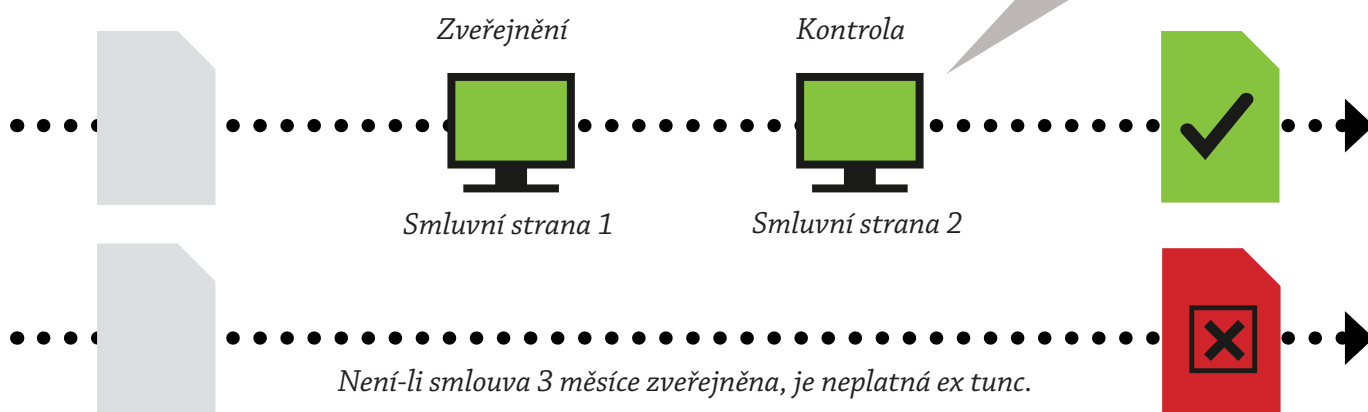 Zveřejnění
Kontrola
Smluvní strana 1
Smluvní strana 2
Není-li smlouva 3 měsíce zveřejněna, je neplatná ex tunc.